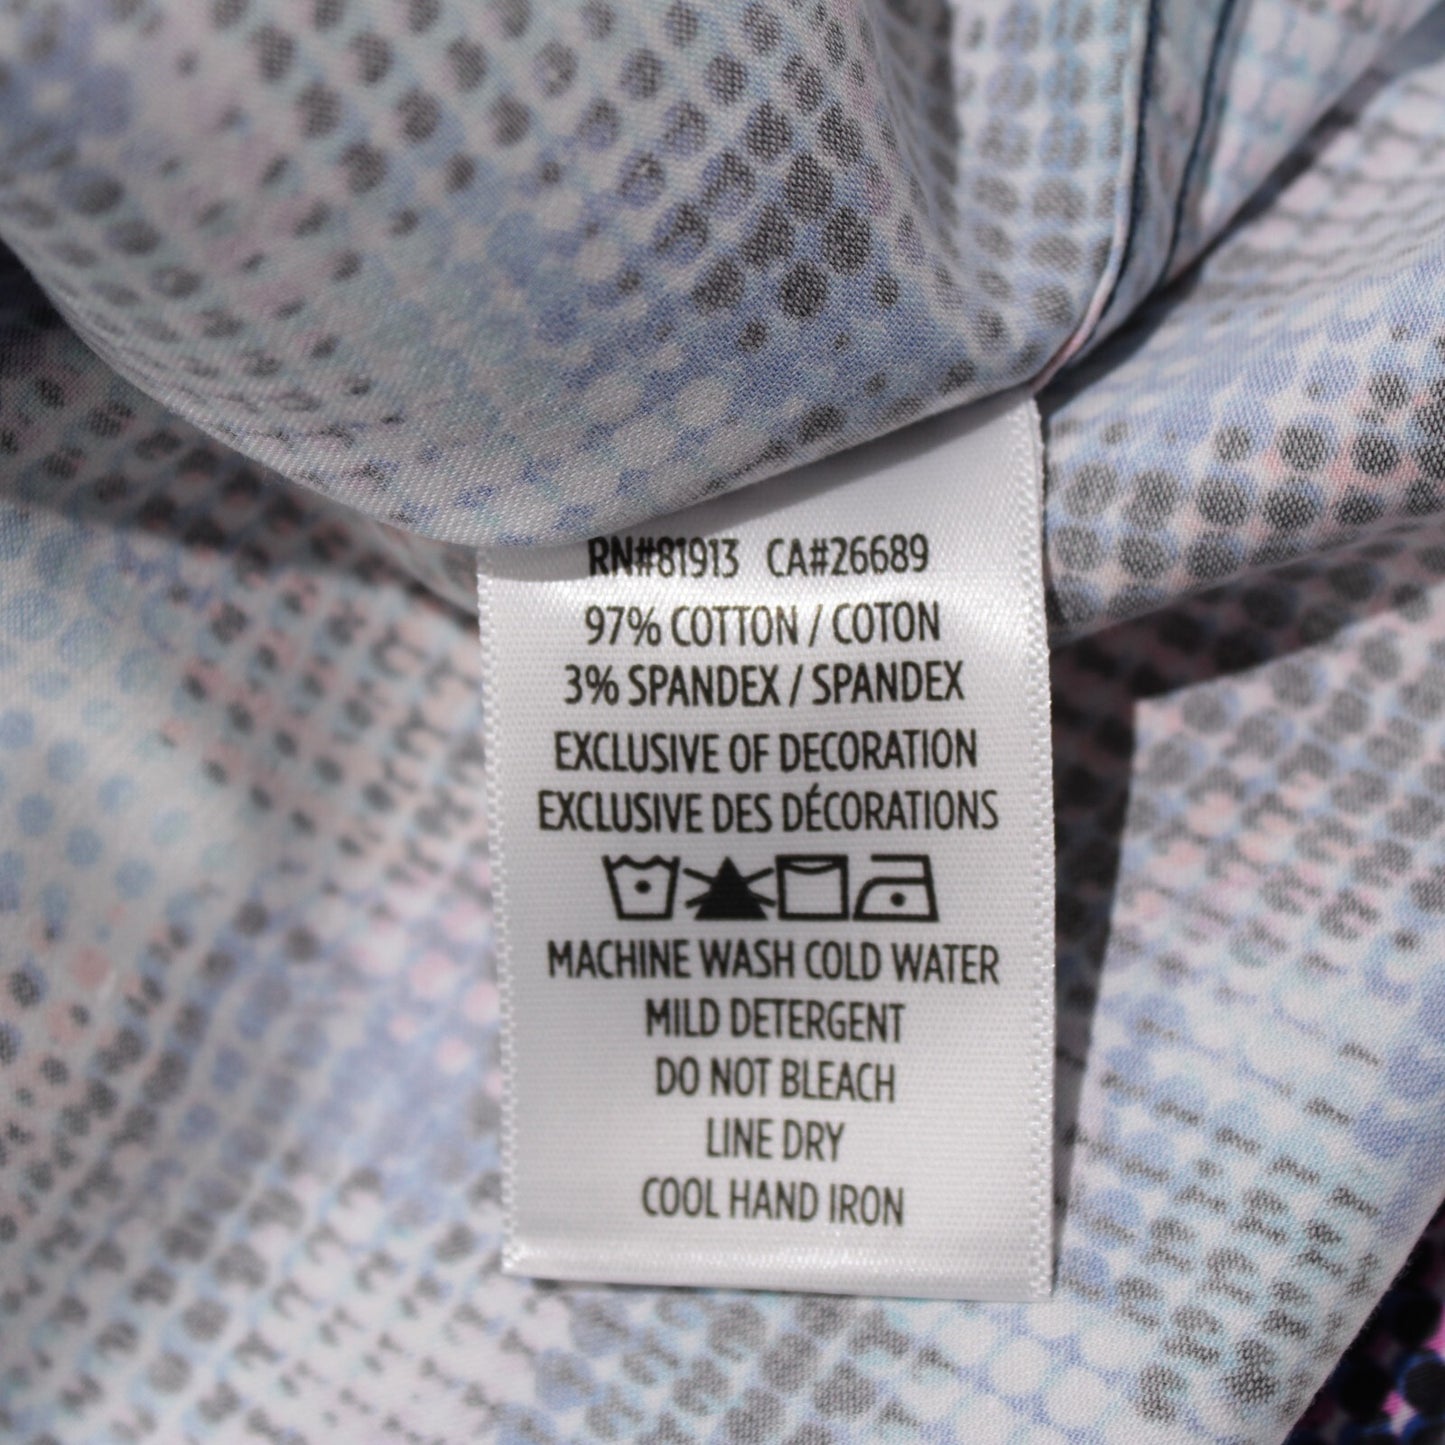 RN#81913 CA#26689
97% COTTON / COTON
3% SPANDEX / SPANDEX
EXCLUSIVE OF DECORATION
EXCLUSIVE DES DÉCORATIONS
MACHINE WASH COLD WATER
MILD DETERGENT
DO NOT BLEACH
LINE DRY
COOL HAND IRON